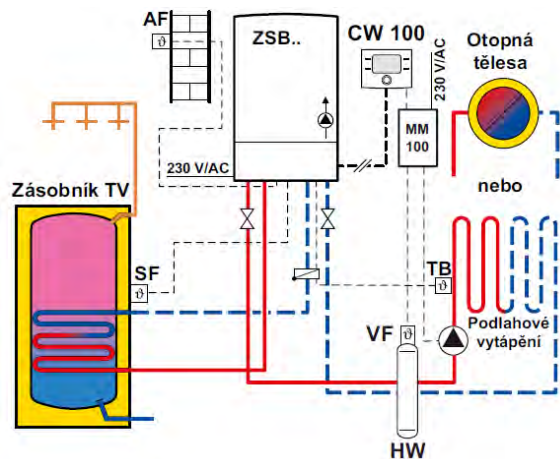 AF
ϑ
230 V/AC
ZSB..
CW 100
230 V/AC
MM
100
Otopná
tělesa
nebo
Zásobník TV
SF
ϑ
TB
ϑ
Podlahové
vytápění
VF
ϑ
HW